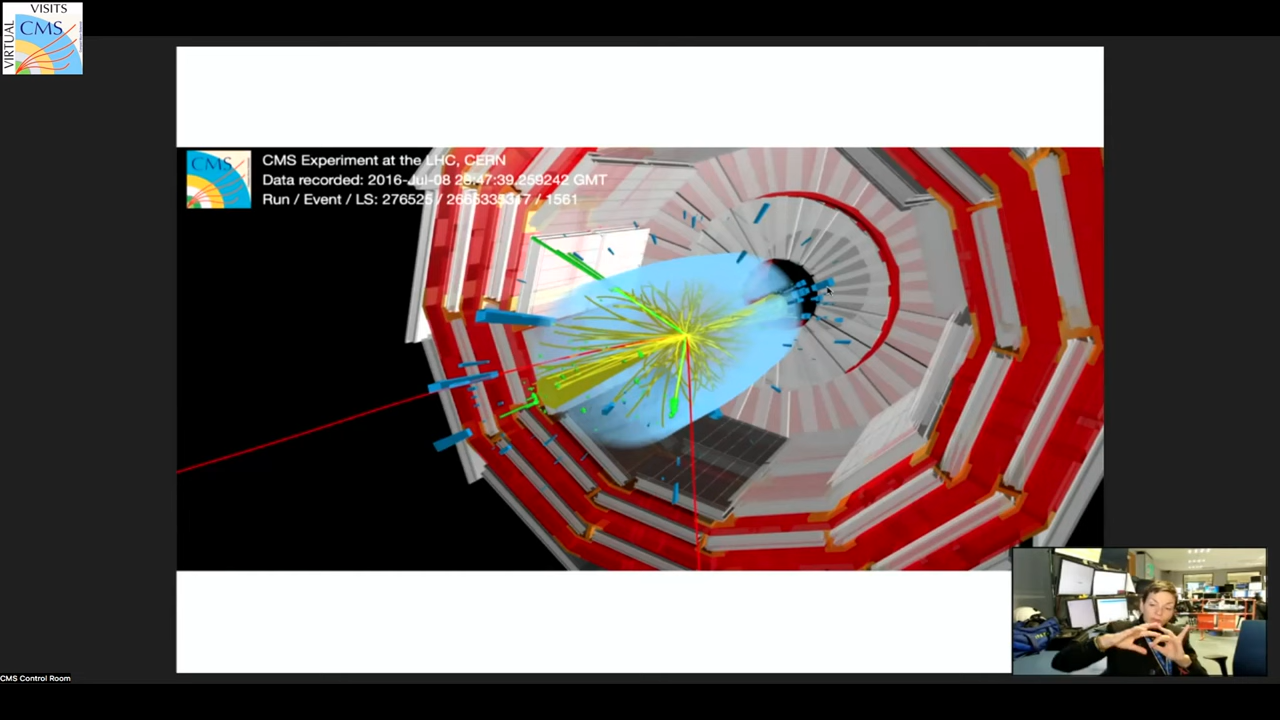 VISITS
CMS
VIRTUAL
CMS
CMS Experiment at the LHC, CERN
Data recorded: 2016-Jul-08 GMT
Run / Event / LS: 276525 / / 1561
CMS Control Room